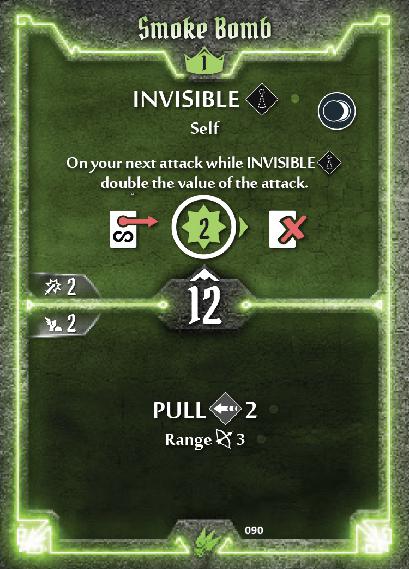 Smoke Bomb
1
INVISIBLE
Self
On your next attack while INVISIBLE
double the value of the attack.
S 2
2
12
2
PULL 2
Range 3
090